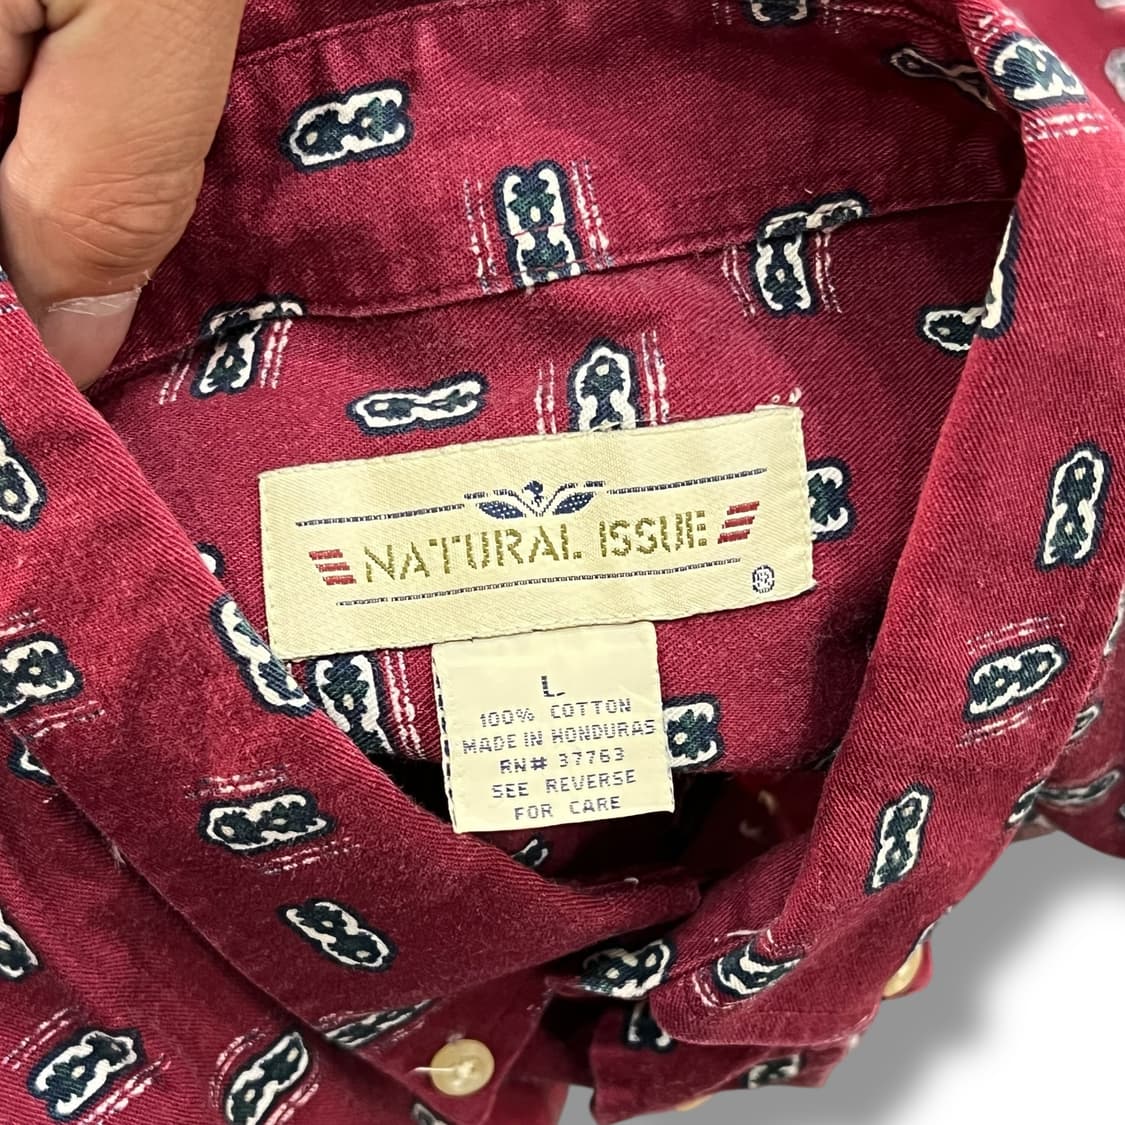 NATURAL ISSUE
®
L
100% COTTON
MADE IN HONDURAS
RN# 37763
SEE REVERSE
FOR CARE